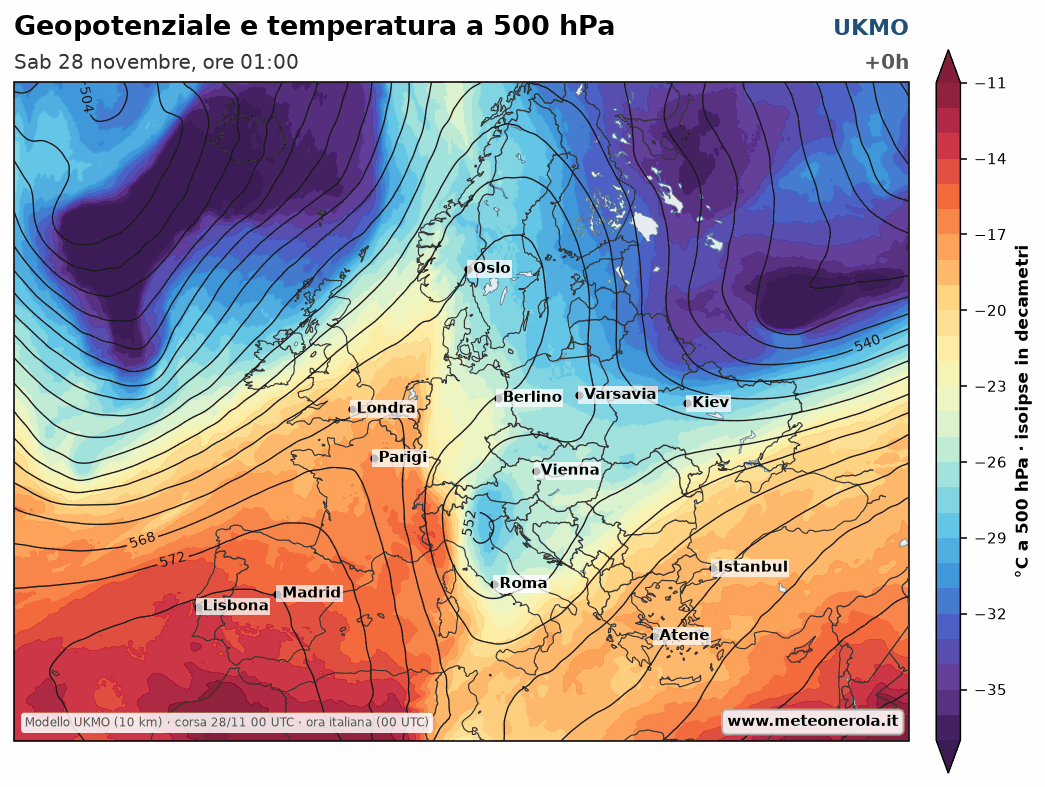 Geopotenziale e temperatura a 500 hPa
UKMO
Sab 28 novembre, ore 01:00
+0h
504
−11
−14
−17
−20
−23
−26
−29
−32
−35
°C a 500 hPa · isoipse in decametri
Oslo
540
Berlino
Varsavia
Kiev
Londra
Parigi
Vienna
552
568
572
Istanbul
Roma
Madrid
Lisbona
Atene
Modello UKMO (10 km) · corsa 28/11 00 UTC · ora italiana (00 UTC)
www.meteonerola.it